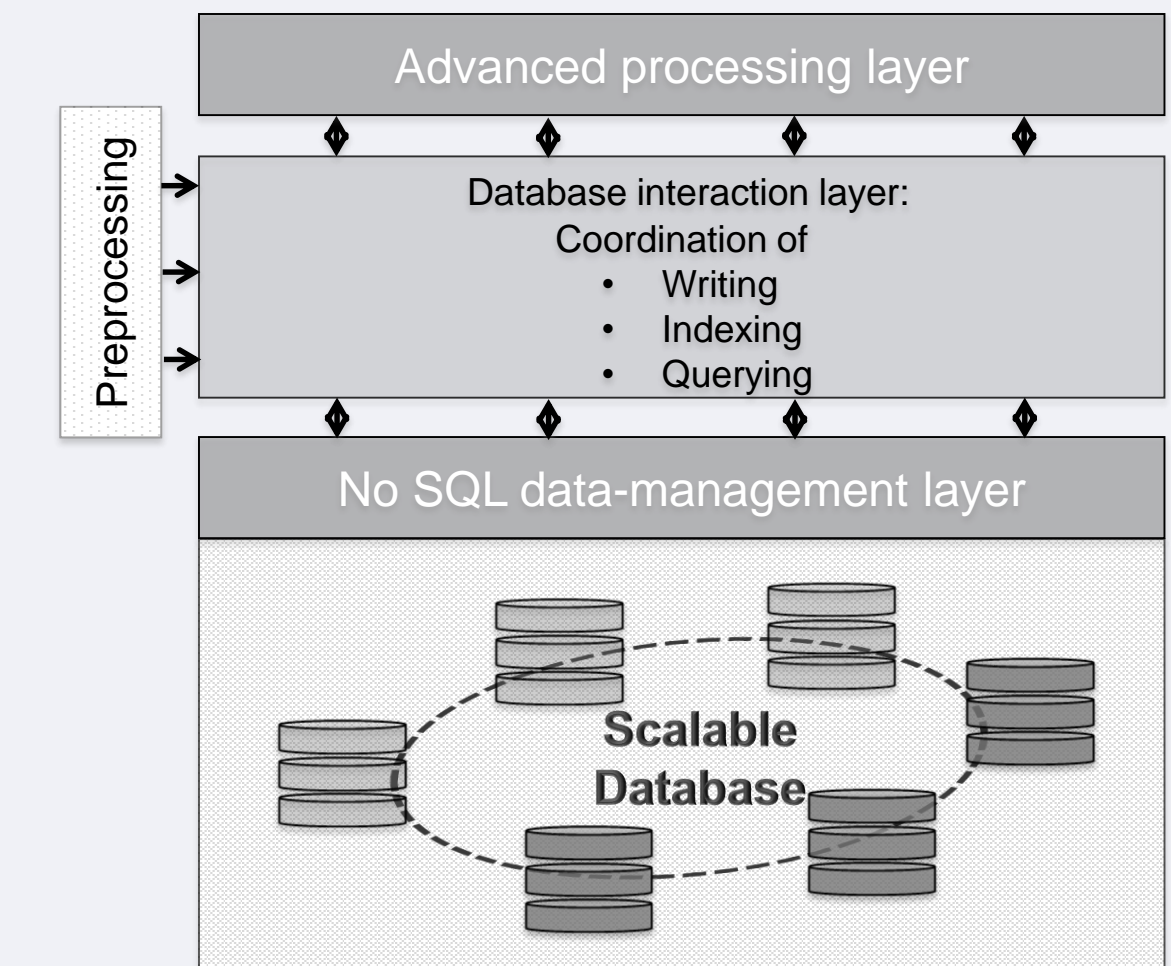 Advanced processing layer
Preprocessing
Database interaction layer:
Coordination of
• Writing
• Indexing
• Querying
No SQL data-management layer
Scalable
Database